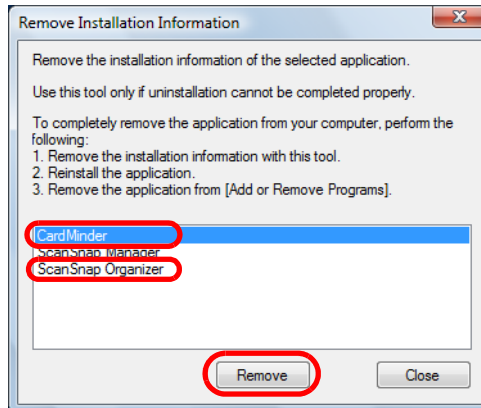 Remove Installation Information
Remove the installation information of the selected application.
Use this tool only if uninstallation cannot be completed properly.
To completely remove the application from your computer, perform the
following:
1. Remove the installation information with this tool.
2. Reinstall the application.
3. Remove the application from [Add or Remove Programs].
CardMinder
ScanSnap Manager
ScanSnap Organizer
Remove
Close